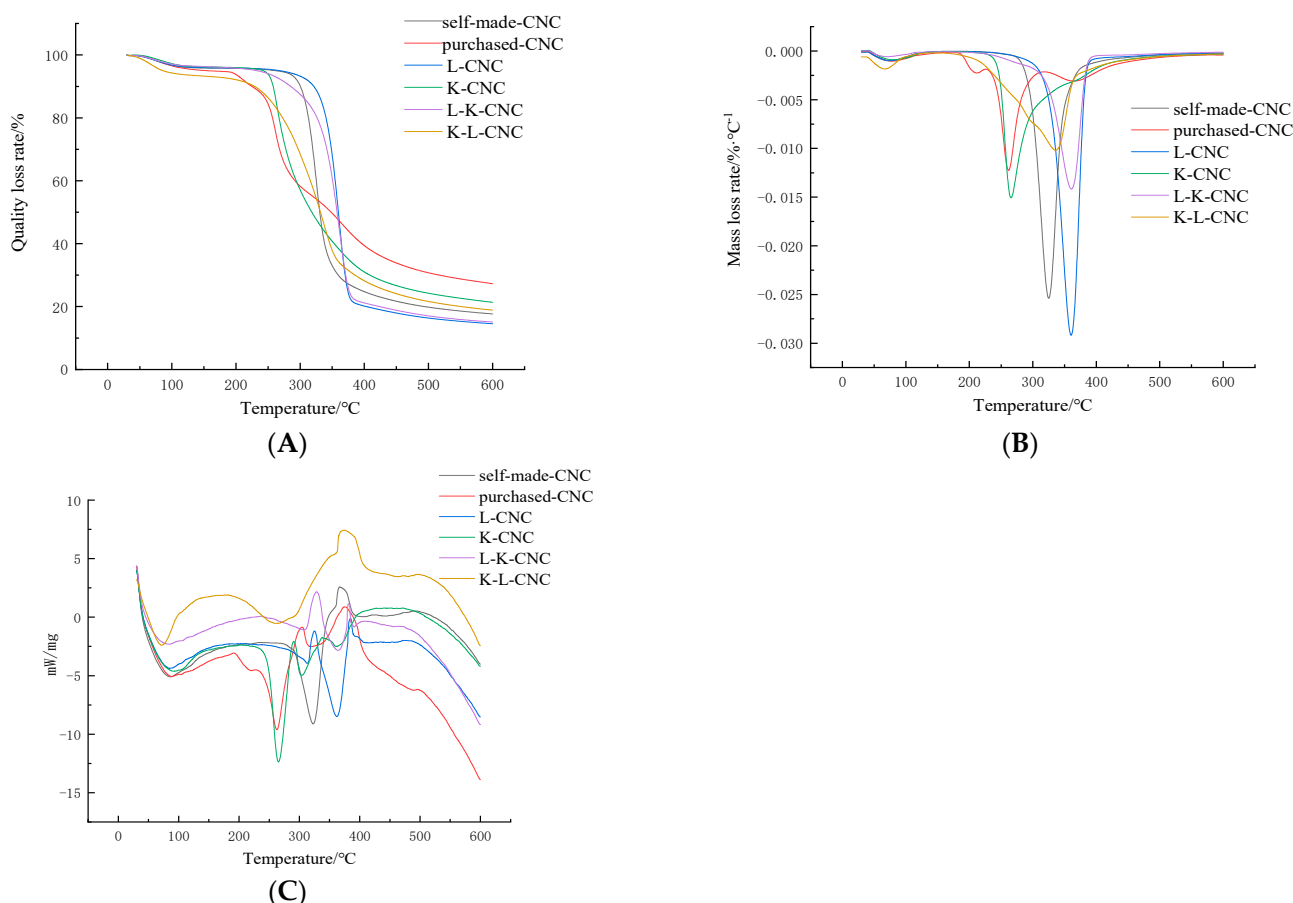 self-made-CNC
purchased-CNC
L-CNC
K-CNC
L-K-CNC
K-L-CNC
100
80
60
40
20
0
Quality loss rate/%
0 100 200 300 400 500 600
Temperature/°C
(A)
0.000
-0.005
-0.010
-0.015
-0.020
-0.025
-0.030
Mass loss rate/%·°C⁻¹
self-made-CNC
purchased-CNC
L-CNC
K-CNC
L-K-CNC
K-L-CNC
0 100 200 300 400 500 600
Temperature/°C
(B)
self-made-CNC
purchased-CNC
L-CNC
K-CNC
L-K-CNC
K-L-CNC
10
5
0
-5
-10
-15
mW/mg
0 100 200 300 400 500 600
Temperature/°C
(C)